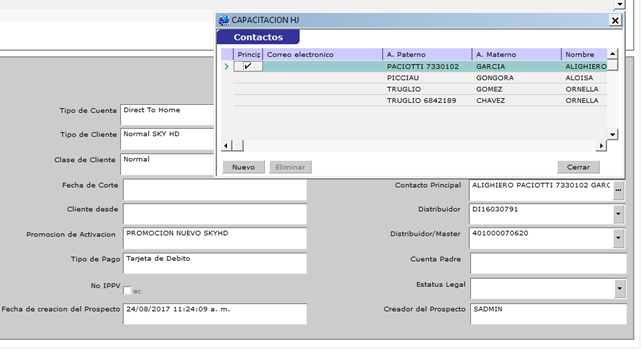 CAPACITACION HJ
Contactos
Princip Correo electronico A. Paterno A. Materno Nombre
PACIOTTI 7330102 GARCIA ALIGHIERO
PICCIAU GONGORA ALOISA
TRUGLIO GOMEZ ORNELLA
TRUGLIO 6842189 CHAVEZ ORNELLA
Nuevo Eliminar Cerrar
Tipo de Cuenta Direct To Home
Tipo de Cliente Normal SKY HD
Clase de Cliente Normal
Fecha de Corte Contacto Principal ALIGHIERO PACIOTTI 7330102 GARC
Cliente desde Distribuidor DI16030791
Promocion de Activacion PROMOCION NUEVO SKYHD Distribuidor/Master 401000070620
Tipo de Pago Tarjeta de Debito Cuenta Padre
No IPPV ec Estatus Legal
Fecha de creacion del Prospecto 24/08/2017 11:24:09 a. m. Creador del Prospecto SADMIN